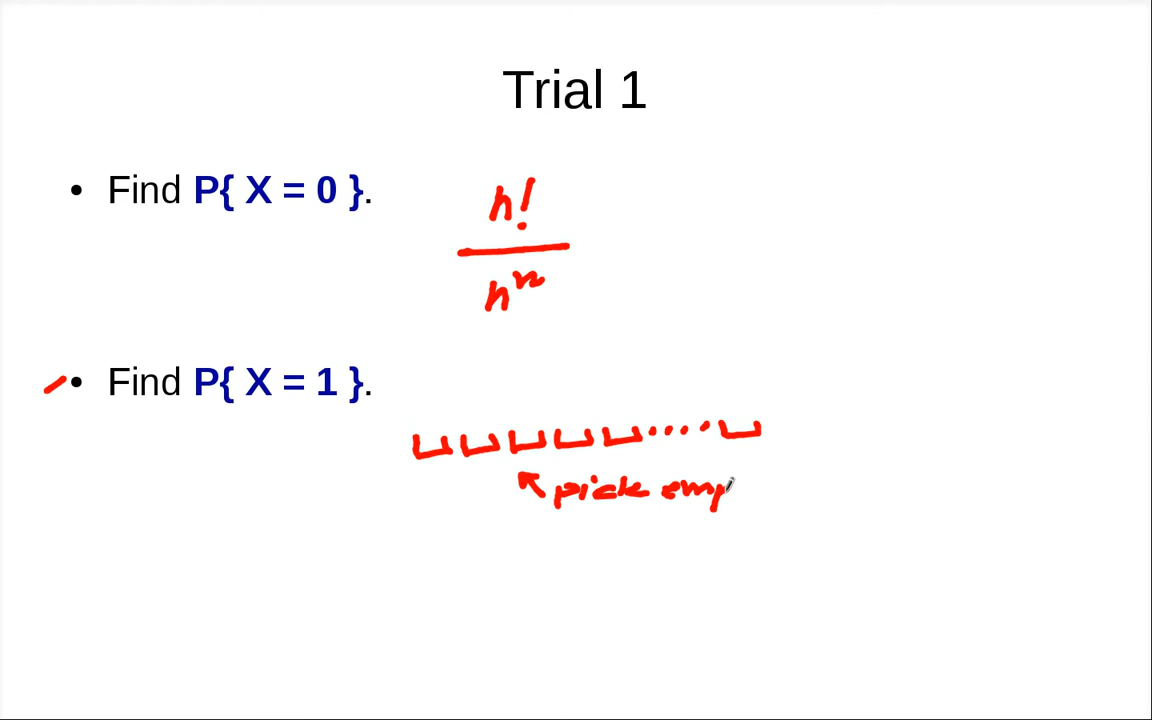 Trial 1
• Find P{ X = 0 }.
n!
n^n
• Find P{ X = 1 }.
pick emp